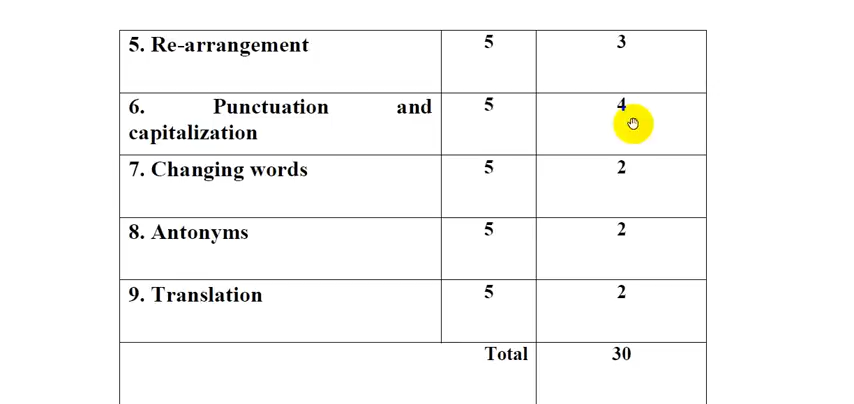 5. Re-arrangement 5 3
6. Punctuation and 5 4
capitalization
7. Changing words 5 2
8. Antonyms 5 2
9. Translation 5 2
Total 30